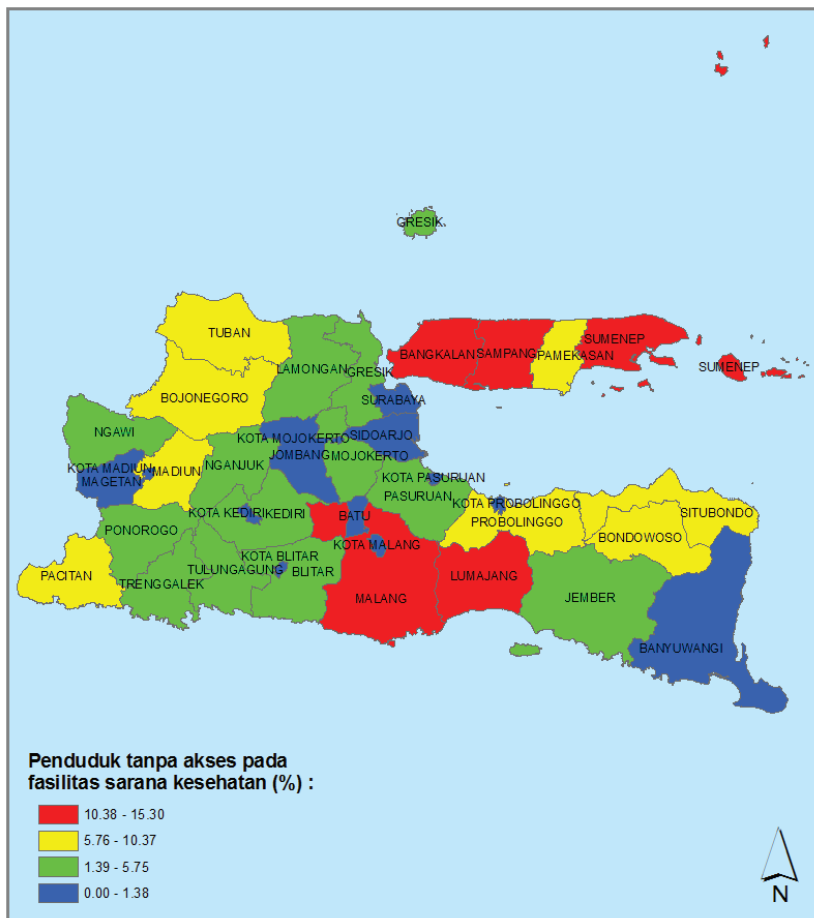 GRESIK
TUBAN
BANGKALAN
SAMPANG
PAMEKASAN
SUMENEP
SUMENEP
LAMONGAN
GRESIK
BOJONEGORO
SURABAYA
NGAWI
KOTA MOJOKERTO
SIDOARJO
JOMBANG
MOJOKERTO
NGANJUK
KOTA MADIUN
MADIUN
MAGETAN
KOTA PASURUAN
PASURUAN
KOTA PROBOLINGGO
PROBOLINGGO
SITUBONDO
BONDOWOSO
KOTA KEDIRI
KEDIRI
BATU
PONOROGO
KOTA MALANG
KOTA BLITAR
BLITAR
TULUNGAGUNG
TRENGGALEK
PACITAN
MALANG
LUMAJANG
JEMBER
BANYUWANGI
Penduduk tanpa akses pada
fasilitas sarana kesehatan (%) :
10.38 - 15.30
5.76 - 10.37
1.39 - 5.75
0.00 - 1.38
N